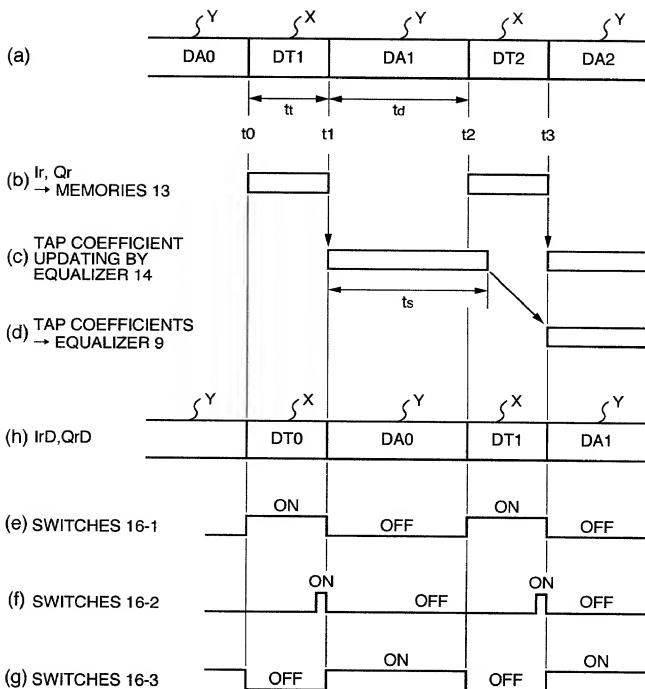 Y X Y X Y
(a) DA0 DT1 DA1 DT2 DA2
tt td
t0 t1 t2 t3
(b) Ir, Qr
→ MEMORIES 13
(c) TAP COEFFICIENT
UPDATING BY
EQUALIZER 14
ts
(d) TAP COEFFICIENTS
→ EQUALIZER 9
Y X Y X Y
(h) IrD,QrD DT0 DA0 DT1 DA1
ON ON
(e) SWITCHES 16-1 OFF OFF
ON ON
(f) SWITCHES 16-2 OFF OFF
ON ON
(g) SWITCHES 16-3 OFF OFF